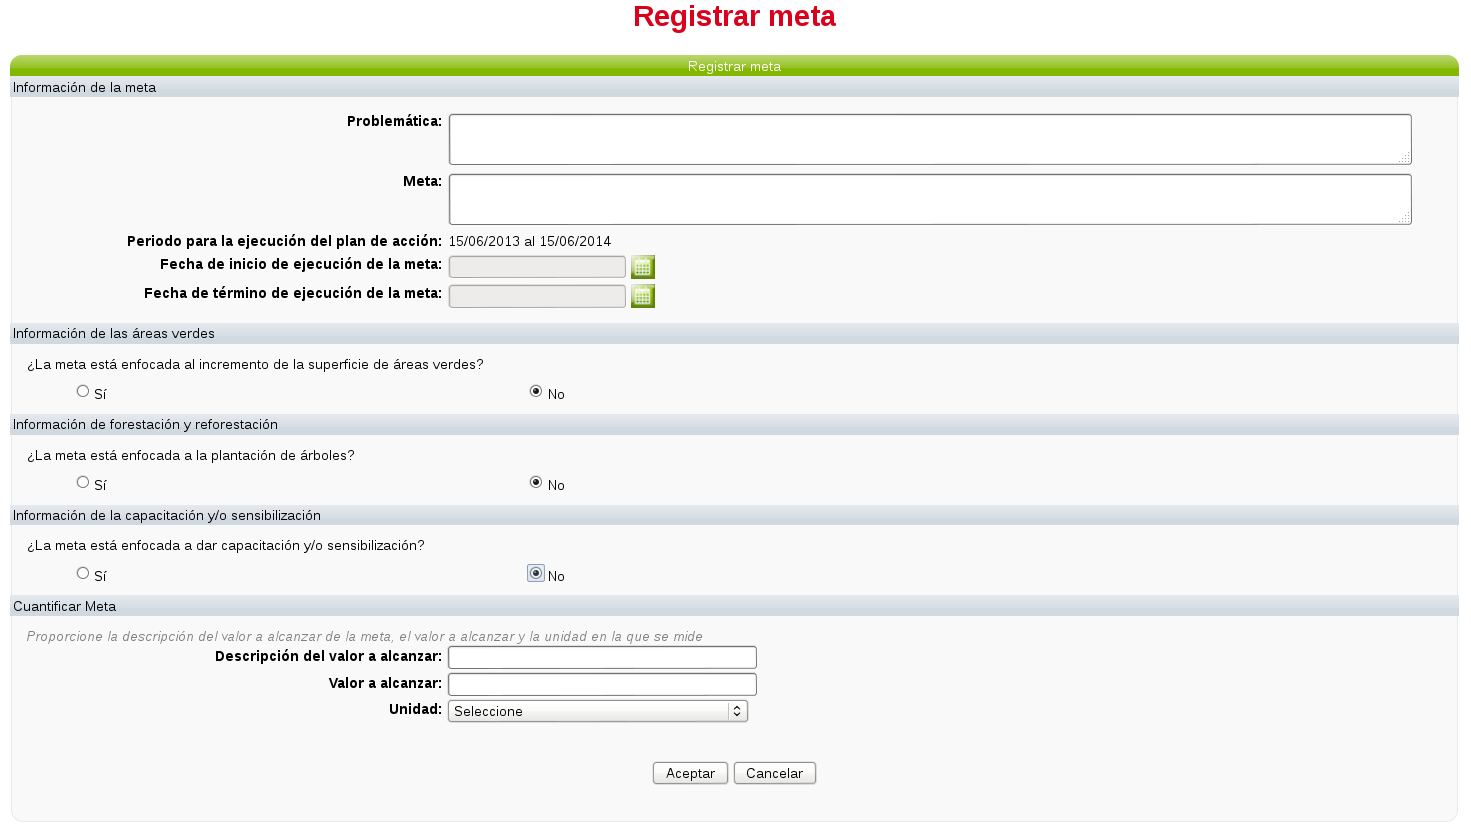 Registrar meta
Registrar meta
Información de la meta
Problemática:
Meta:
Periodo para la ejecución del plan de acción: 15/06/2013 al 15/06/2014
Fecha de inicio de ejecución de la meta:
Fecha de término de ejecución de la meta:
Información de las áreas verdes
¿La meta está enfocada al incremento de la superficie de áreas verdes?
Sí No
Información de forestación y reforestación
¿La meta está enfocada a la plantación de árboles?
Sí No
Información de la capacitación y/o sensibilización
¿La meta está enfocada a dar capacitación y/o sensibilización?
Sí No
Cuantificar Meta
Proporcione la descripción del valor a alcanzar de la meta, el valor a alcanzar y la unidad en la que se mide
Descripción del valor a alcanzar:
Valor a alcanzar:
Unidad: Seleccione
Aceptar Cancelar